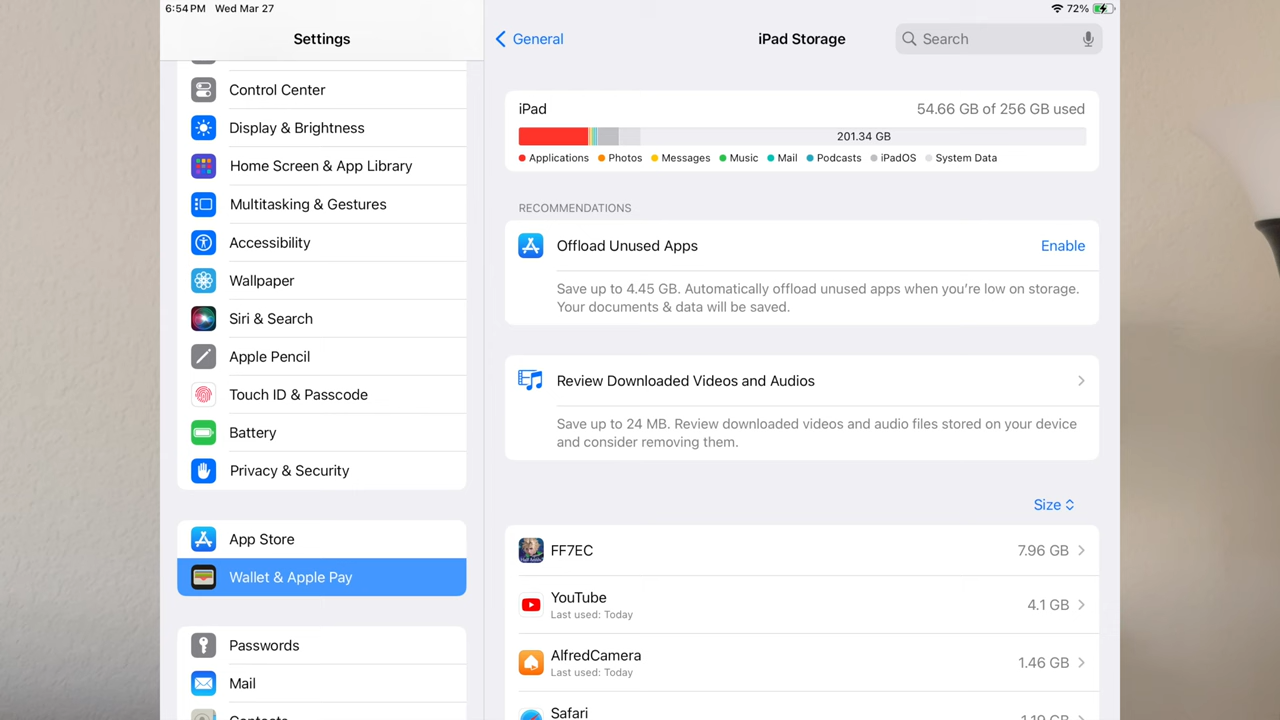 6:54 PM Wed Mar 27
72%
Settings
Control Center
Display & Brightness
Home Screen & App Library
Multitasking & Gestures
Accessibility
Wallpaper
Siri & Search
Apple Pencil
Touch ID & Passcode
Battery
Privacy & Security
App Store
Wallet & Apple Pay
Passwords
Mail
Contacts
General
iPad Storage
Search
iPad 54.66 GB of 256 GB used
201.34 GB
Applications Photos Messages Music Mail Podcasts iPadOS System Data
RECOMMENDATIONS
Offload Unused Apps Enable
Save up to 4.45 GB. Automatically offload unused apps when you're low on storage.
Your documents & data will be saved.
Review Downloaded Videos and Audios
Save up to 24 MB. Review downloaded videos and audio files stored on your device
and consider removing them.
Size
FF7EC 7.96 GB
YouTube 4.1 GB
Last used: Today
AlfredCamera 1.46 GB
Last used: Today
Safari 1.19 GB